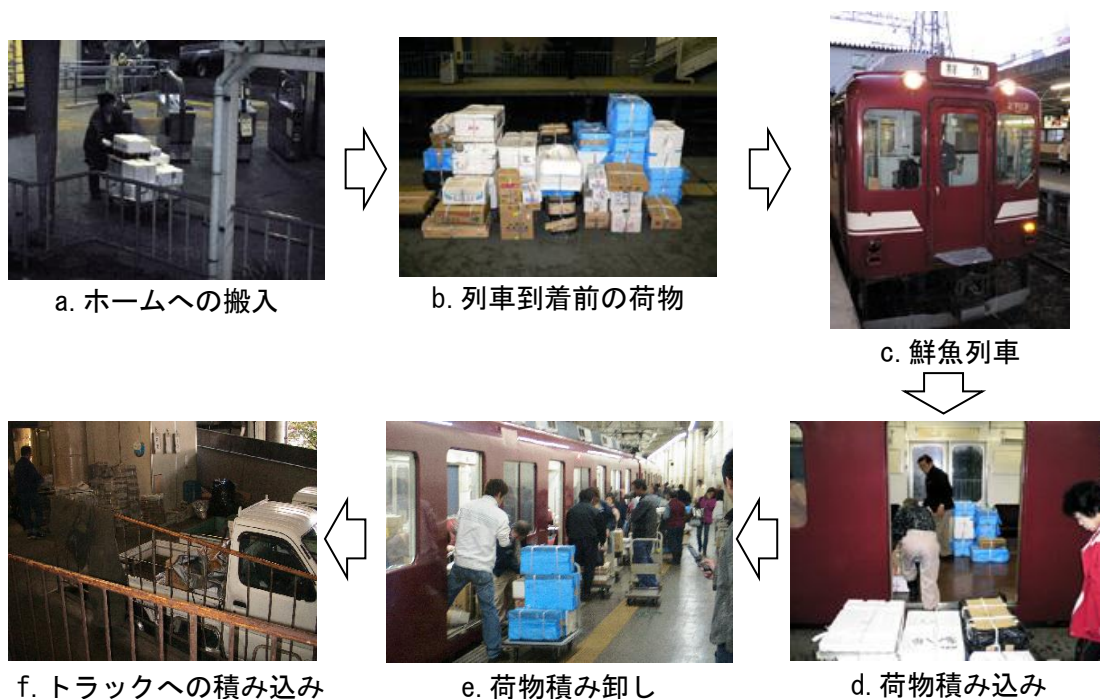 a. ホームへの搬入
b. 列車到着前の荷物
鮮魚
c. 鮮魚列車
d. 荷物積み込み
e. 荷物積み卸し
f. トラックへの積み込み